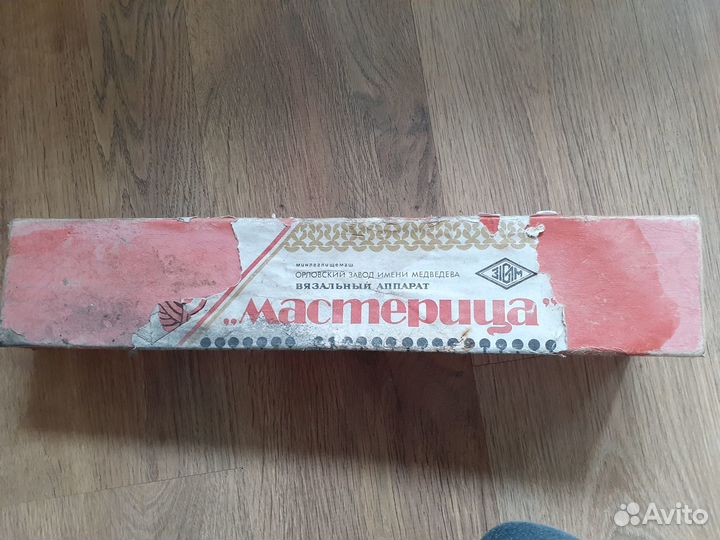 МИНЛЕГПИЩЕМАШ
ОРЛОВСКИЙ ЗАВОД ИМЕНИ МЕДВЕДЕВА
ВЯЗАЛЬНЫЙ АППАРАТ
„Мастерица“
Avito